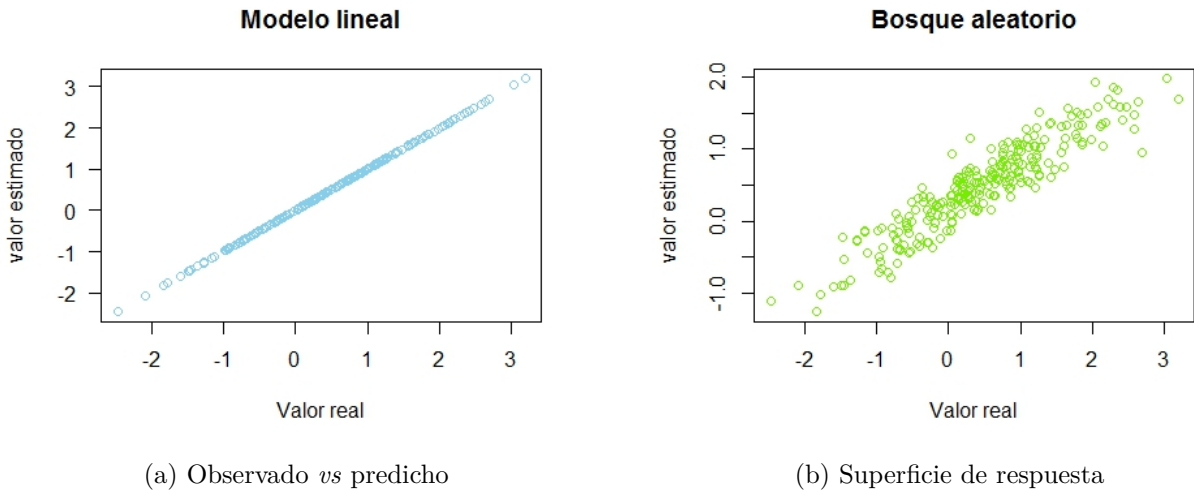 Modelo lineal
valor estimado
3
2
1
0
-1
-2
-2 -1 0 1 2 3
Valor real
(a) Observado vs predicho
Bosque aleatorio
valor estimado
2.0
1.0
0.0
-1.0
-2 -1 0 1 2 3
Valor real
(b) Superficie de respuesta